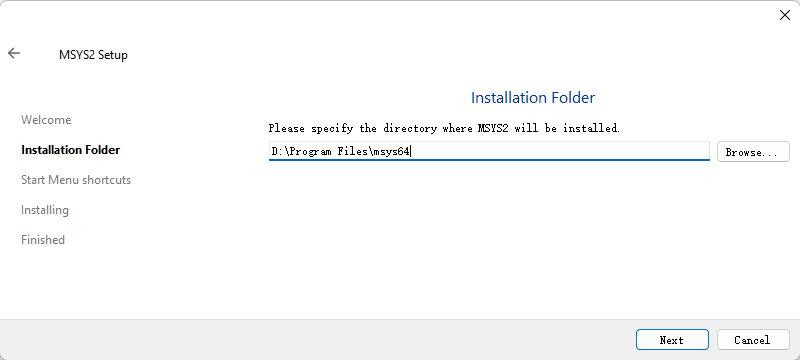 MSYS2 Setup
Welcome
Installation Folder
Start Menu shortcuts
Installing
Finished
Installation Folder
Please specify the directory where MSYS2 will be installed.
D:\Program Files\msys64
Browse...
Next
Cancel